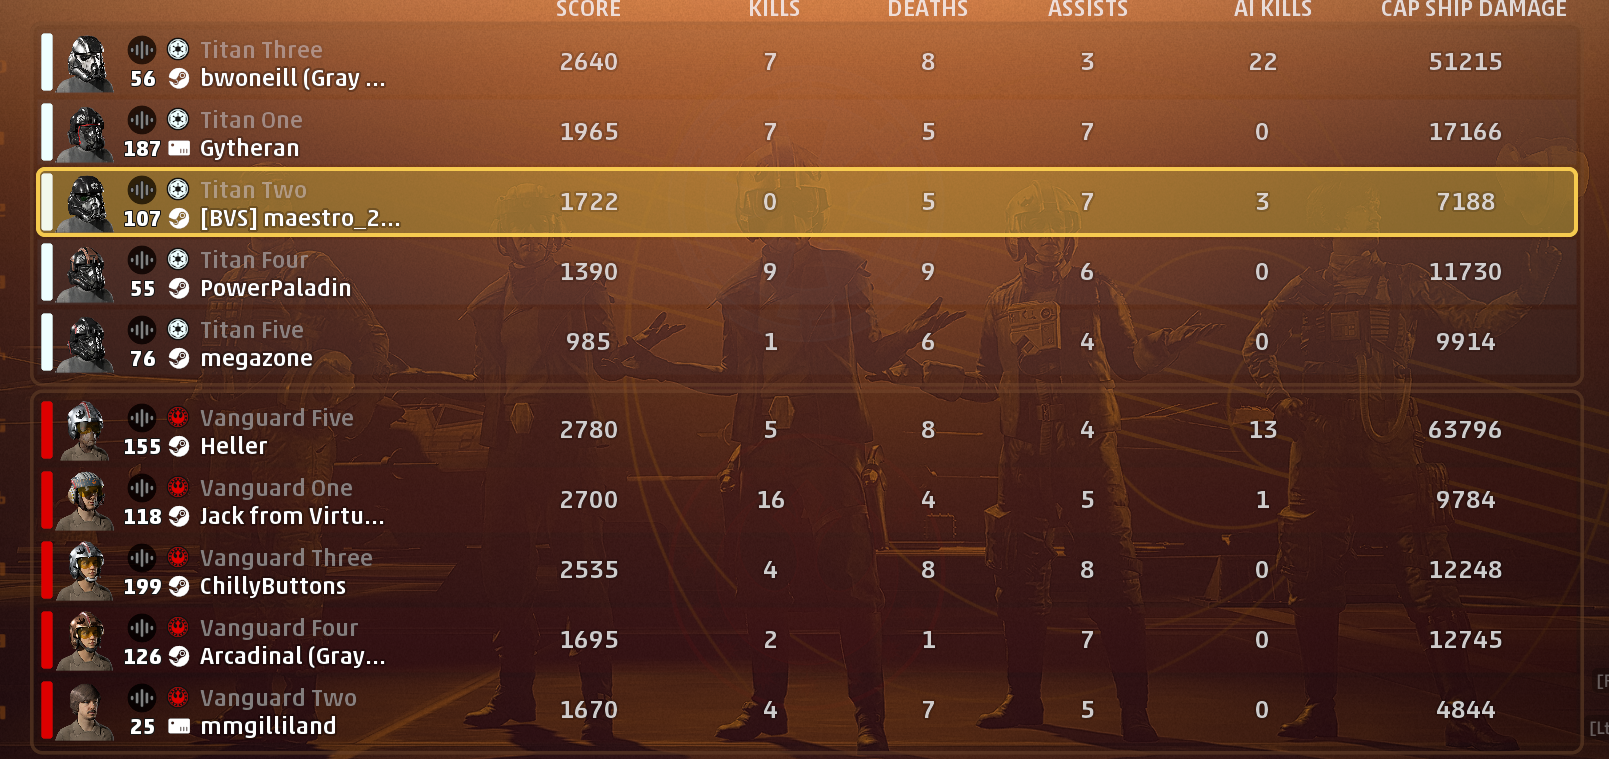 SCORE KILLS DEATHS ASSISTS AI KILLS CAP SHIP DAMAGE
Titan Three
56 bwoneill (Gray ... 2640 7 8 3 22 51215
Titan One
187 Gytheran 1965 7 5 7 0 17166
Titan Two
107 [BVS] maestro_2... 1722 0 5 7 3 7188
Titan Four
55 PowerPaladin 1390 9 9 6 0 11730
Titan Five
76 megazone 985 1 6 4 0 9914
Vanguard Five
155 Heller 2780 5 8 4 13 63796
Vanguard One
118 Jack from Virtu... 2700 16 4 5 1 9784
Vanguard Three
199 ChillyButtons 2535 4 8 8 0 12248
Vanguard Four
126 Arcadinal (Gray... 1695 2 1 7 0 12745
Vanguard Two
25 mmgilliland 1670 4 7 5 0 4844